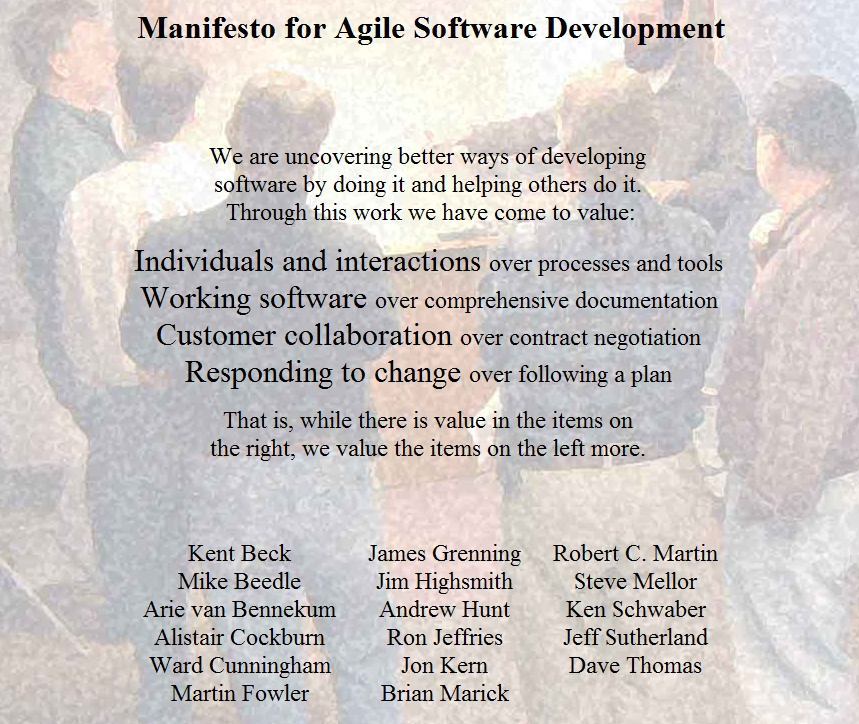 Manifesto for Agile Software Development
We are uncovering better ways of developing
software by doing it and helping others do it.
Through this work we have come to value:
Individuals and interactions over processes and tools
Working software over comprehensive documentation
Customer collaboration over contract negotiation
Responding to change over following a plan
That is, while there is value in the items on
the right, we value the items on the left more.
Kent Beck
Mike Beedle
Arie van Bennekum
Alistair Cockburn
Ward Cunningham
Martin Fowler
James Grenning
Jim Highsmith
Andrew Hunt
Ron Jeffries
Jon Kern
Brian Marick
Robert C. Martin
Steve Mellor
Ken Schwaber
Jeff Sutherland
Dave Thomas